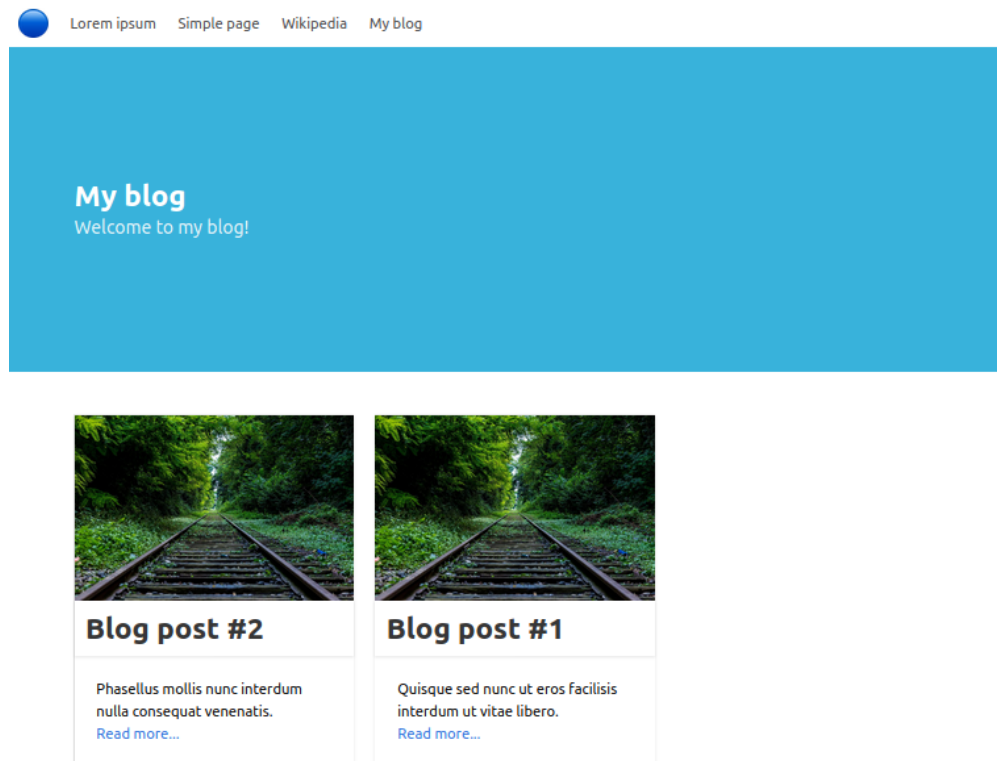 Lorem ipsum Simple page Wikipedia My blog
My blog
Welcome to my blog!
Blog post #2
Phasellus mollis nunc interdum
nulla consequat venenatis.
Read more...
Blog post #1
Quisque sed nunc ut eros facilisis
interdum ut vitae libero.
Read more...